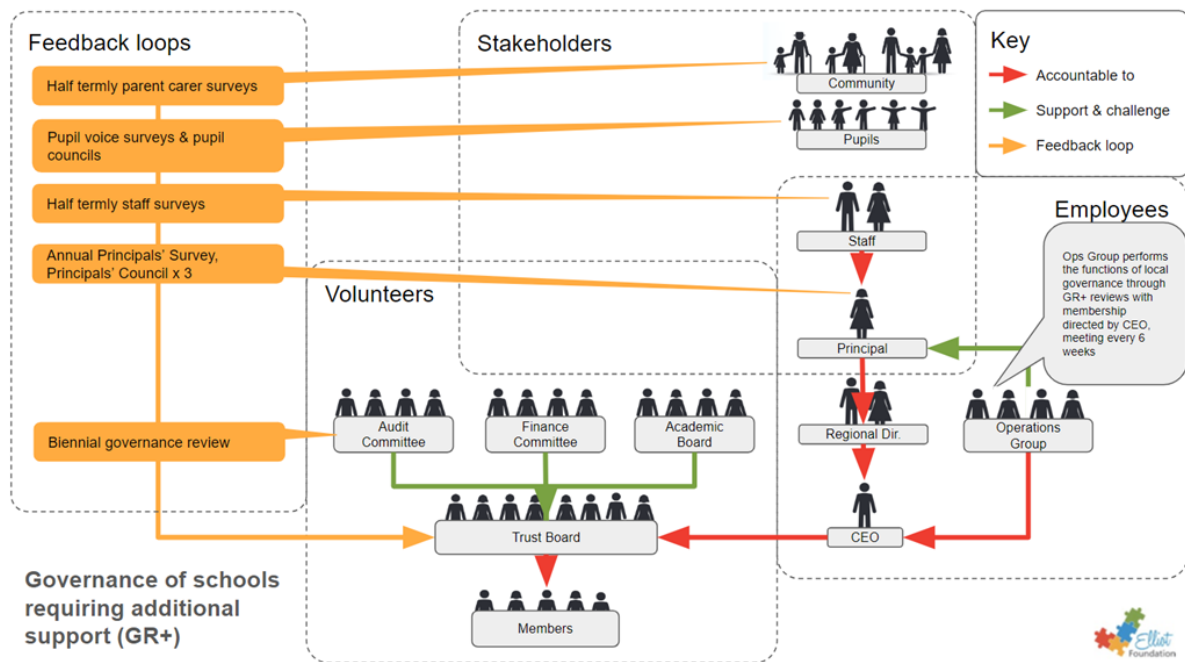 Feedback loops
Half termly parent carer surveys
Pupil voice surveys & pupil
councils
Half termly staff surveys
Annual Principals' Survey,
Principals' Council x 3
Biennial governance review
Stakeholders
Community
Pupils
Key
Accountable to
Support & challenge
Feedback loop
Employees
Staff
Principal
Ops Group performs
the functions of local
governance through
GR+ reviews with
membership
directed by CEO,
meeting every 6
weeks
Regional Dir.
Operations
Group
CEO
Volunteers
Audit
Committee
Finance
Committee
Academic
Board
Trust Board
Members
Governance of schools
requiring additional
support (GR+)
Elliot
Foundation